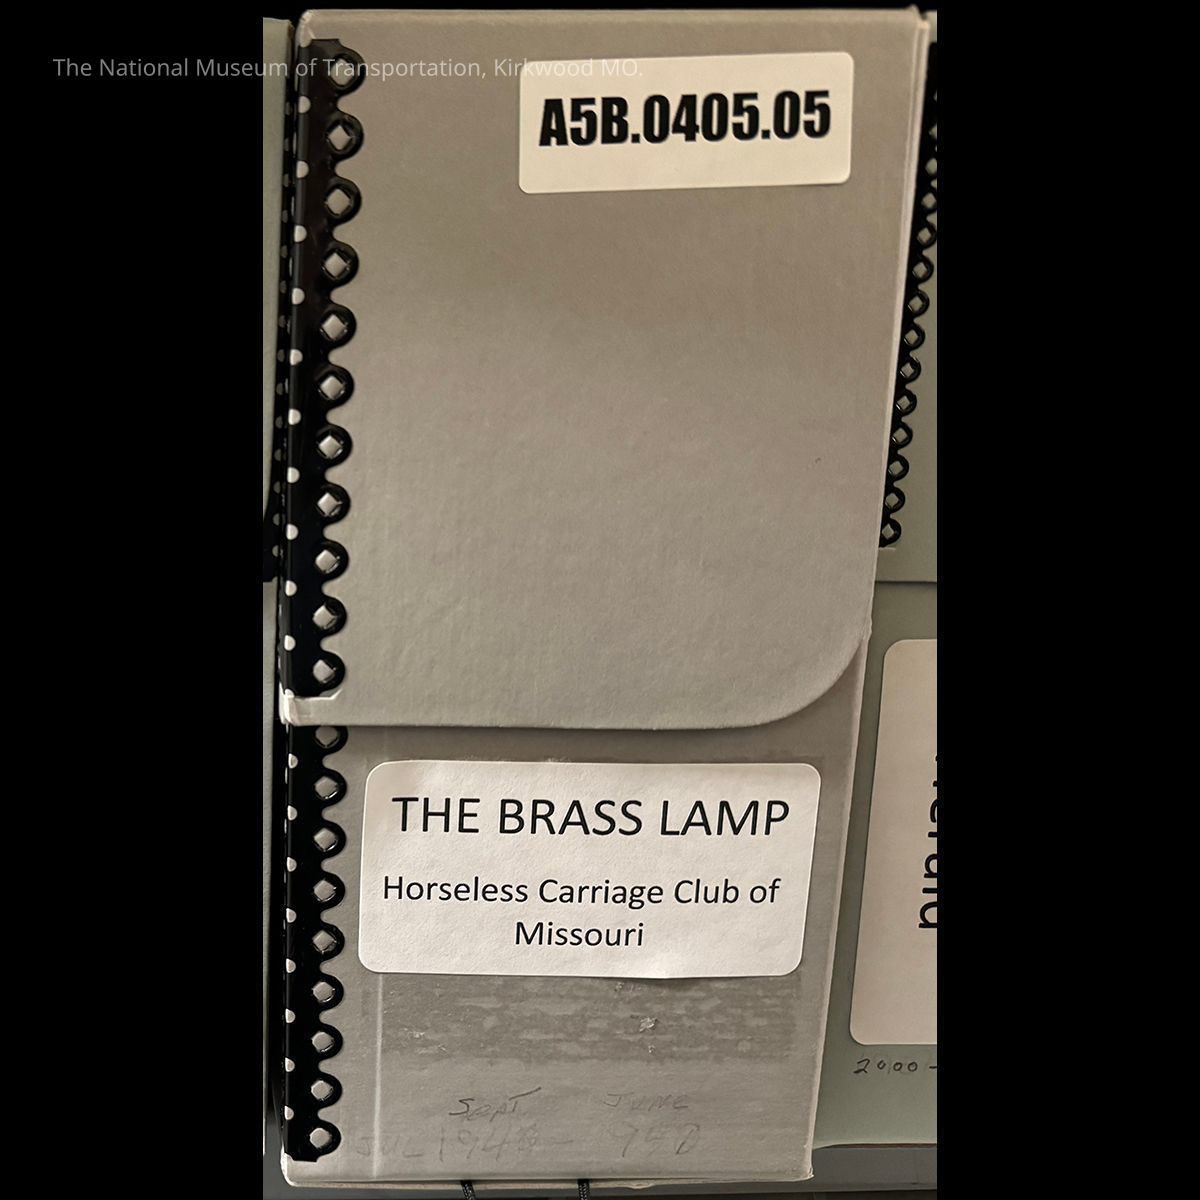 The National Museum of Transportation, Kirkwood MO.
A5B.0405.05
THE BRASS LAMP
Horseless Carriage Club of
Missouri
2000-
Sept June
JUL